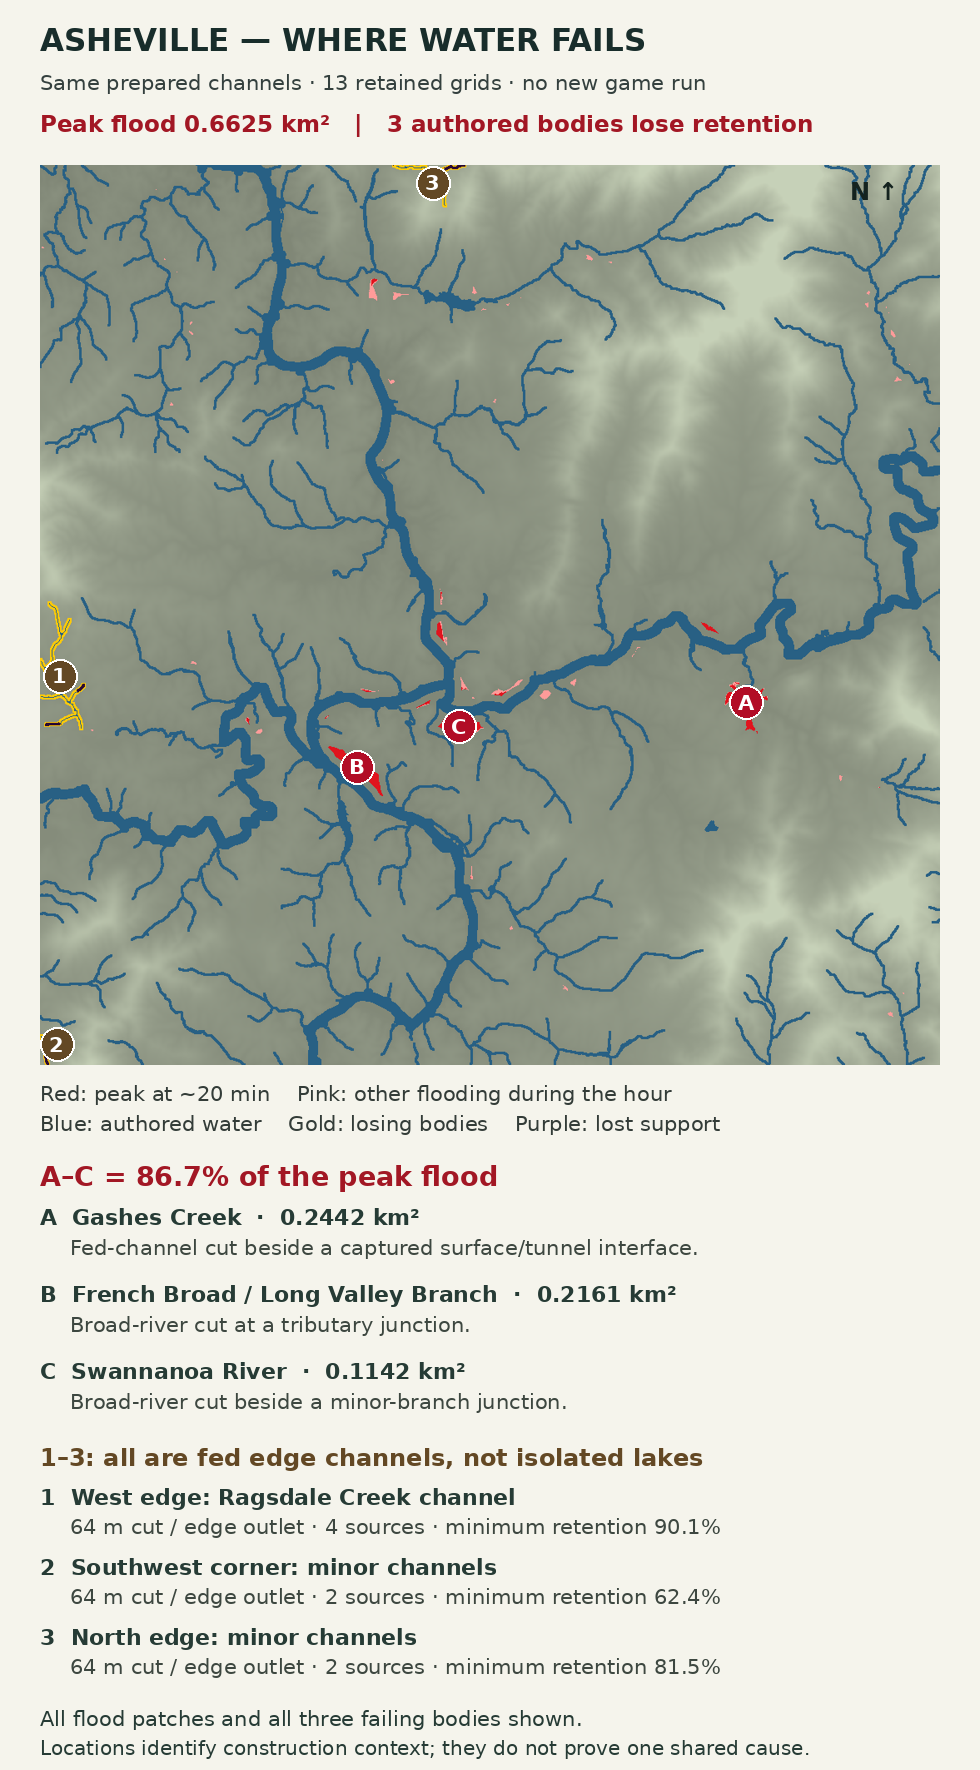 ASHEVILLE — WHERE WATER FAILS
Same prepared channels · 13 retained grids · no new game run
Peak flood 0.6625 km² | 3 authored bodies lose retention
3
N ↑
1
A
C
B
2
Red: peak at ~20 min Pink: other flooding during the hour
Blue: authored water Gold: losing bodies Purple: lost support
A–C = 86.7% of the peak flood
A Gashes Creek · 0.2442 km²
Fed-channel cut beside a captured surface/tunnel interface.
B French Broad / Long Valley Branch · 0.2161 km²
Broad-river cut at a tributary junction.
C Swannanoa River · 0.1142 km²
Broad-river cut beside a minor-branch junction.
1–3: all are fed edge channels, not isolated lakes
1 West edge: Ragsdale Creek channel
64 m cut / edge outlet · 4 sources · minimum retention 90.1%
2 Southwest corner: minor channels
64 m cut / edge outlet · 2 sources · minimum retention 62.4%
3 North edge: minor channels
64 m cut / edge outlet · 2 sources · minimum retention 81.5%
All flood patches and all three failing bodies shown.
Locations identify construction context; they do not prove one shared cause.